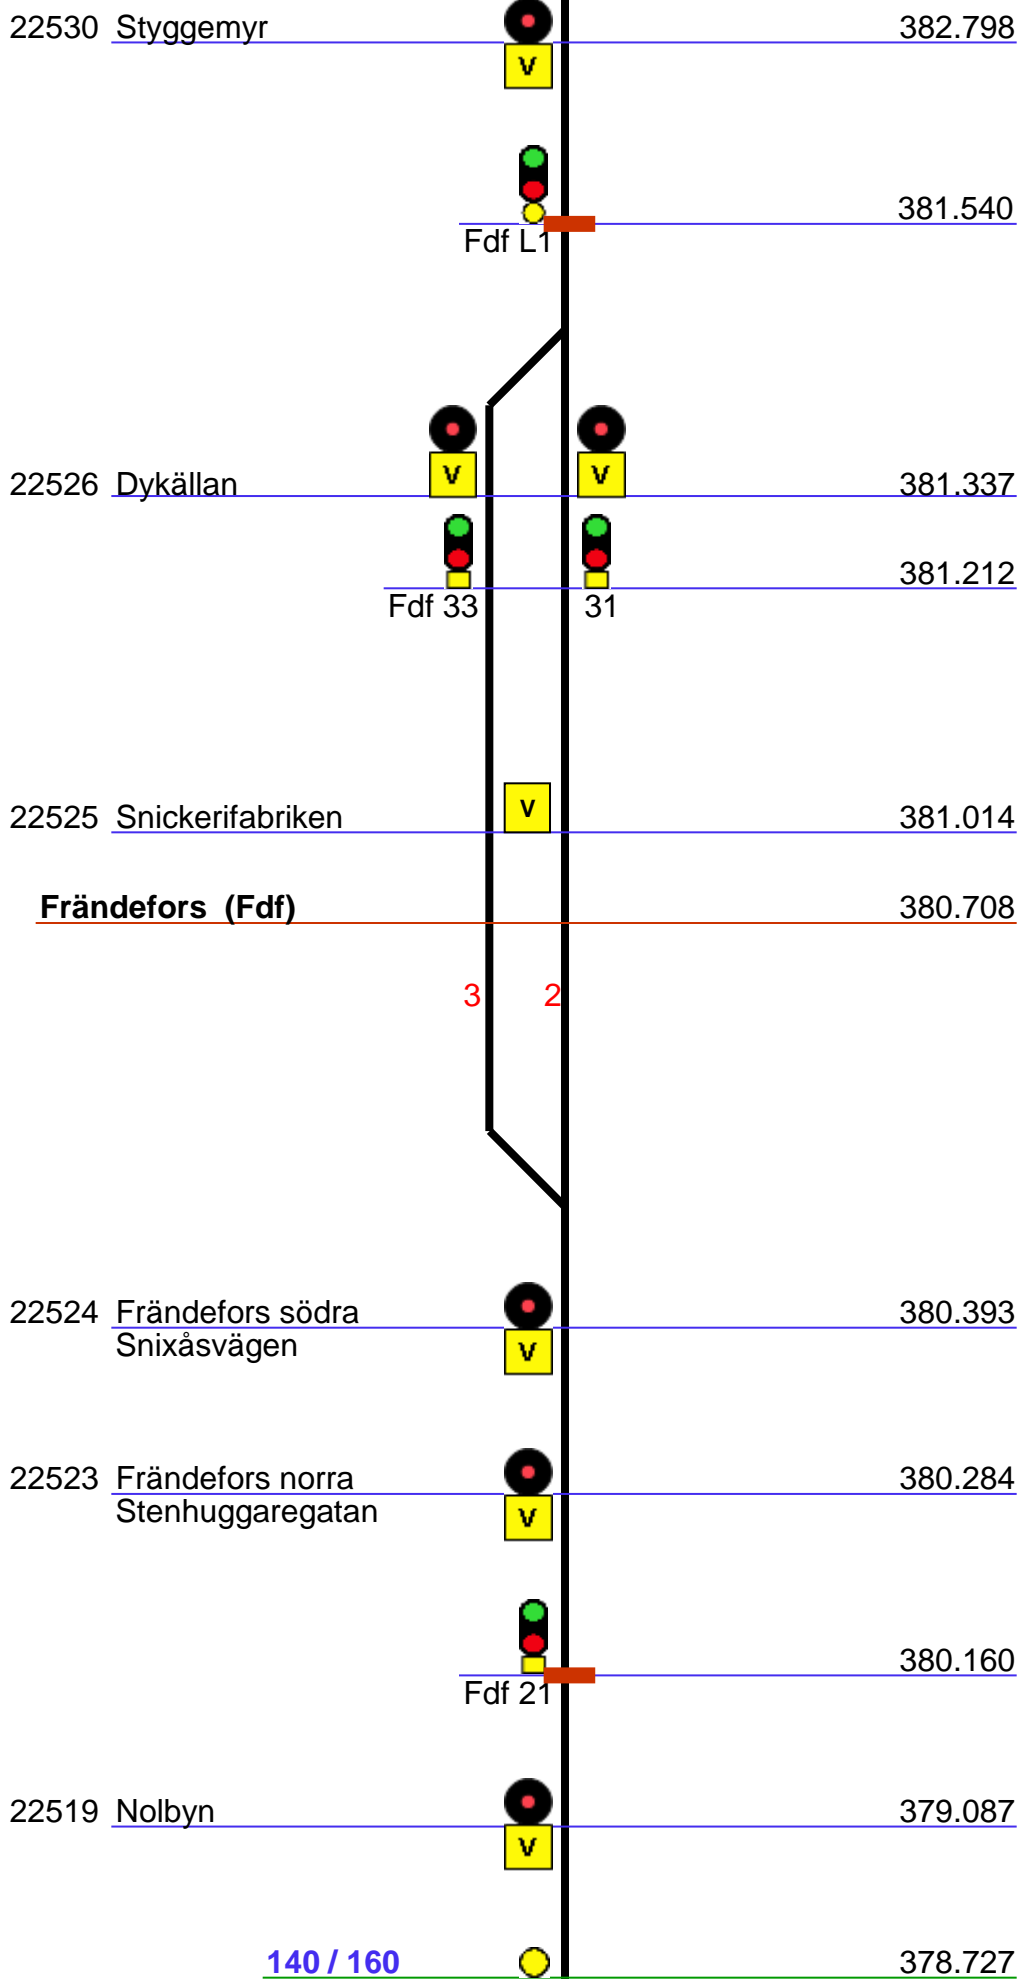 22530 Styggemyr 382.798
V
381.540
Fdf L1
V V
22526 Dykällan 381.337
381.212
Fdf 33 31
V
22525 Snickerifabriken 381.014
Frändefors (Fdf) 380.708
3 2
22524 Frändefors södra 380.393
Snixåsvägen
V
22523 Frändefors norra 380.284
Stenhuggaregatan
V
380.160
Fdf 21
22519 Nolbyn 379.087
V
140 / 160 378.727